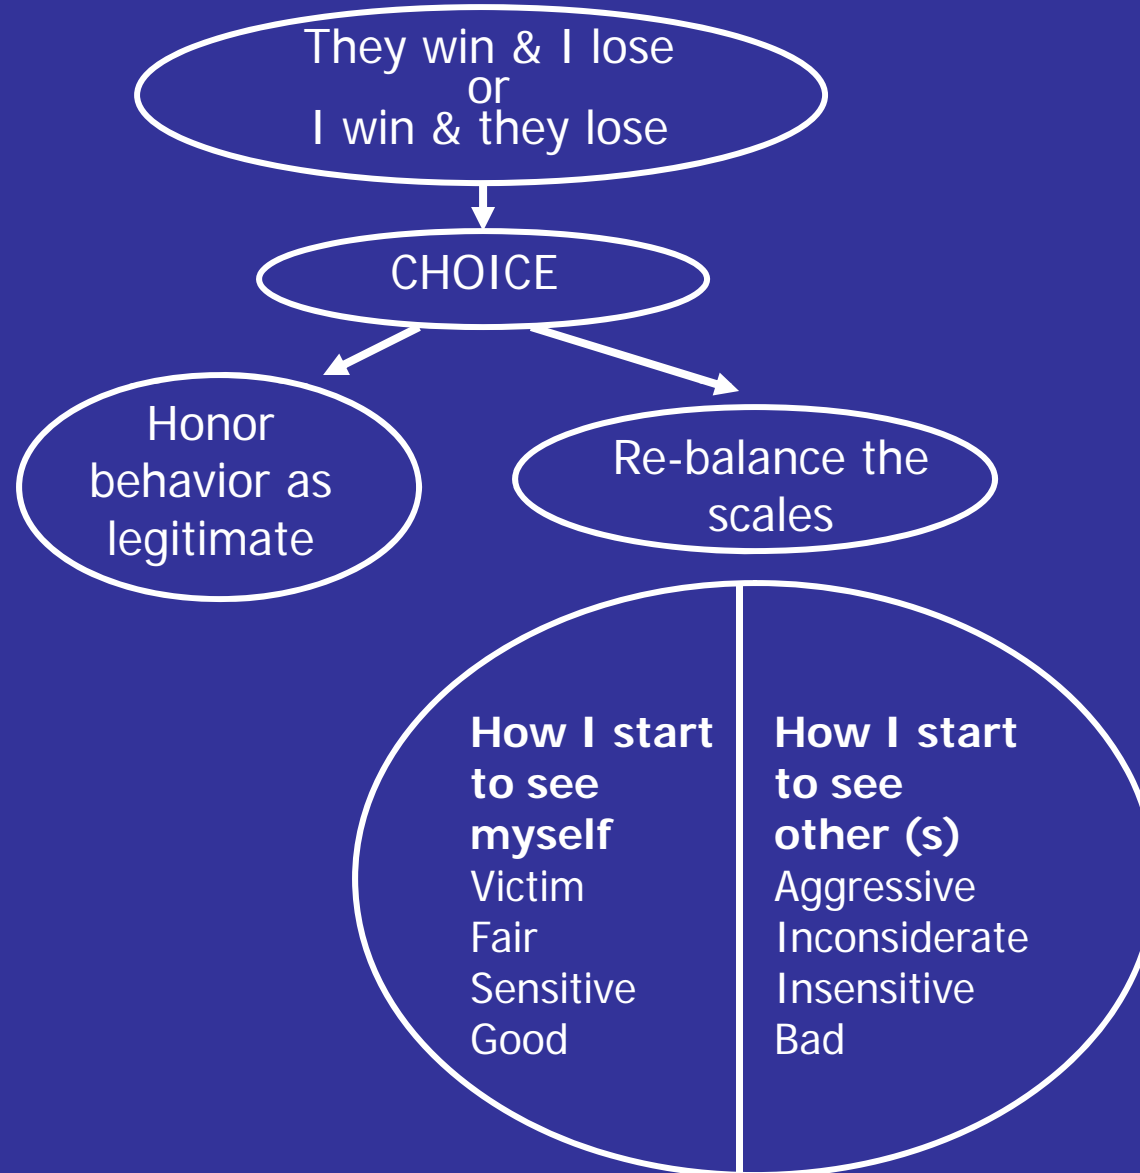 They win & I lose
or
I win & they lose
CHOICE
Honor
behavior as
legitimate
Re-balance the
scales
How I start
to see
myself
Victim
Fair
Sensitive
Good
How I start
to see
other (s)
Aggressive
Inconsiderate
Insensitive
Bad